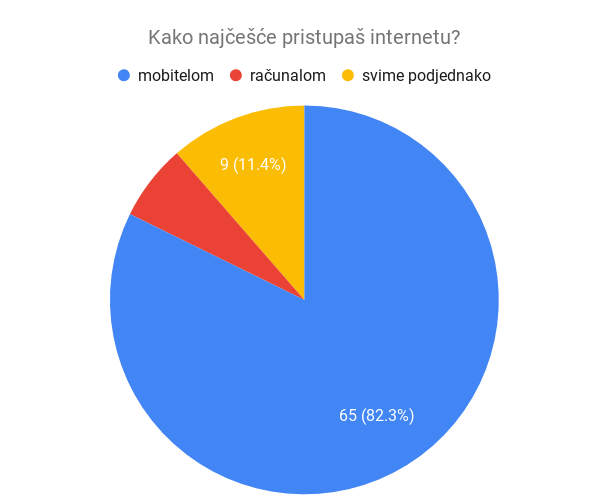 Kako najčešće pristupaš internetu?
mobitelom računalom svime podjednako
9 (11.4%)
65 (82.3%)